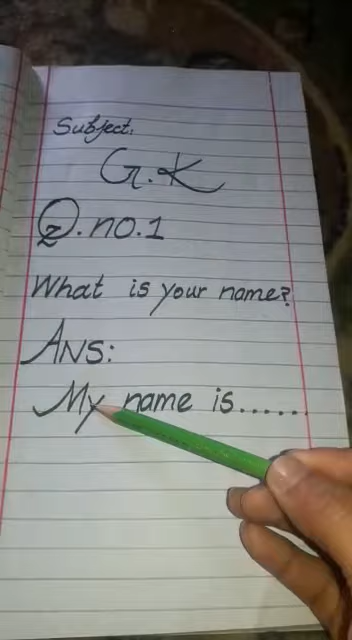 Subject.
G.K
Q.no.1
What is your name?
ANS:
My name is......